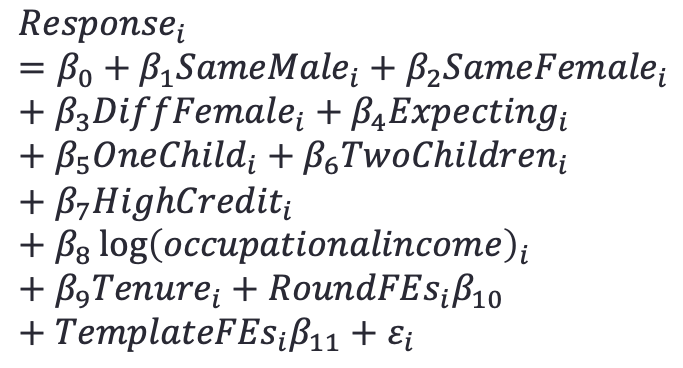 Response_i
= β_0 + β_1SameMale_i + β_2SameFemale_i
+ β_3DiffFemale_i + β_4Expecting_i
+ β_5OneChild_i + β_6TwoChildren_i
+ β_7HighCredit_i
+ β_8 log(occupationalincome)_i
+ β_9Tenure_i + RoundFEs_iβ_10
+ TemplateFEs_iβ_11 + ε_i